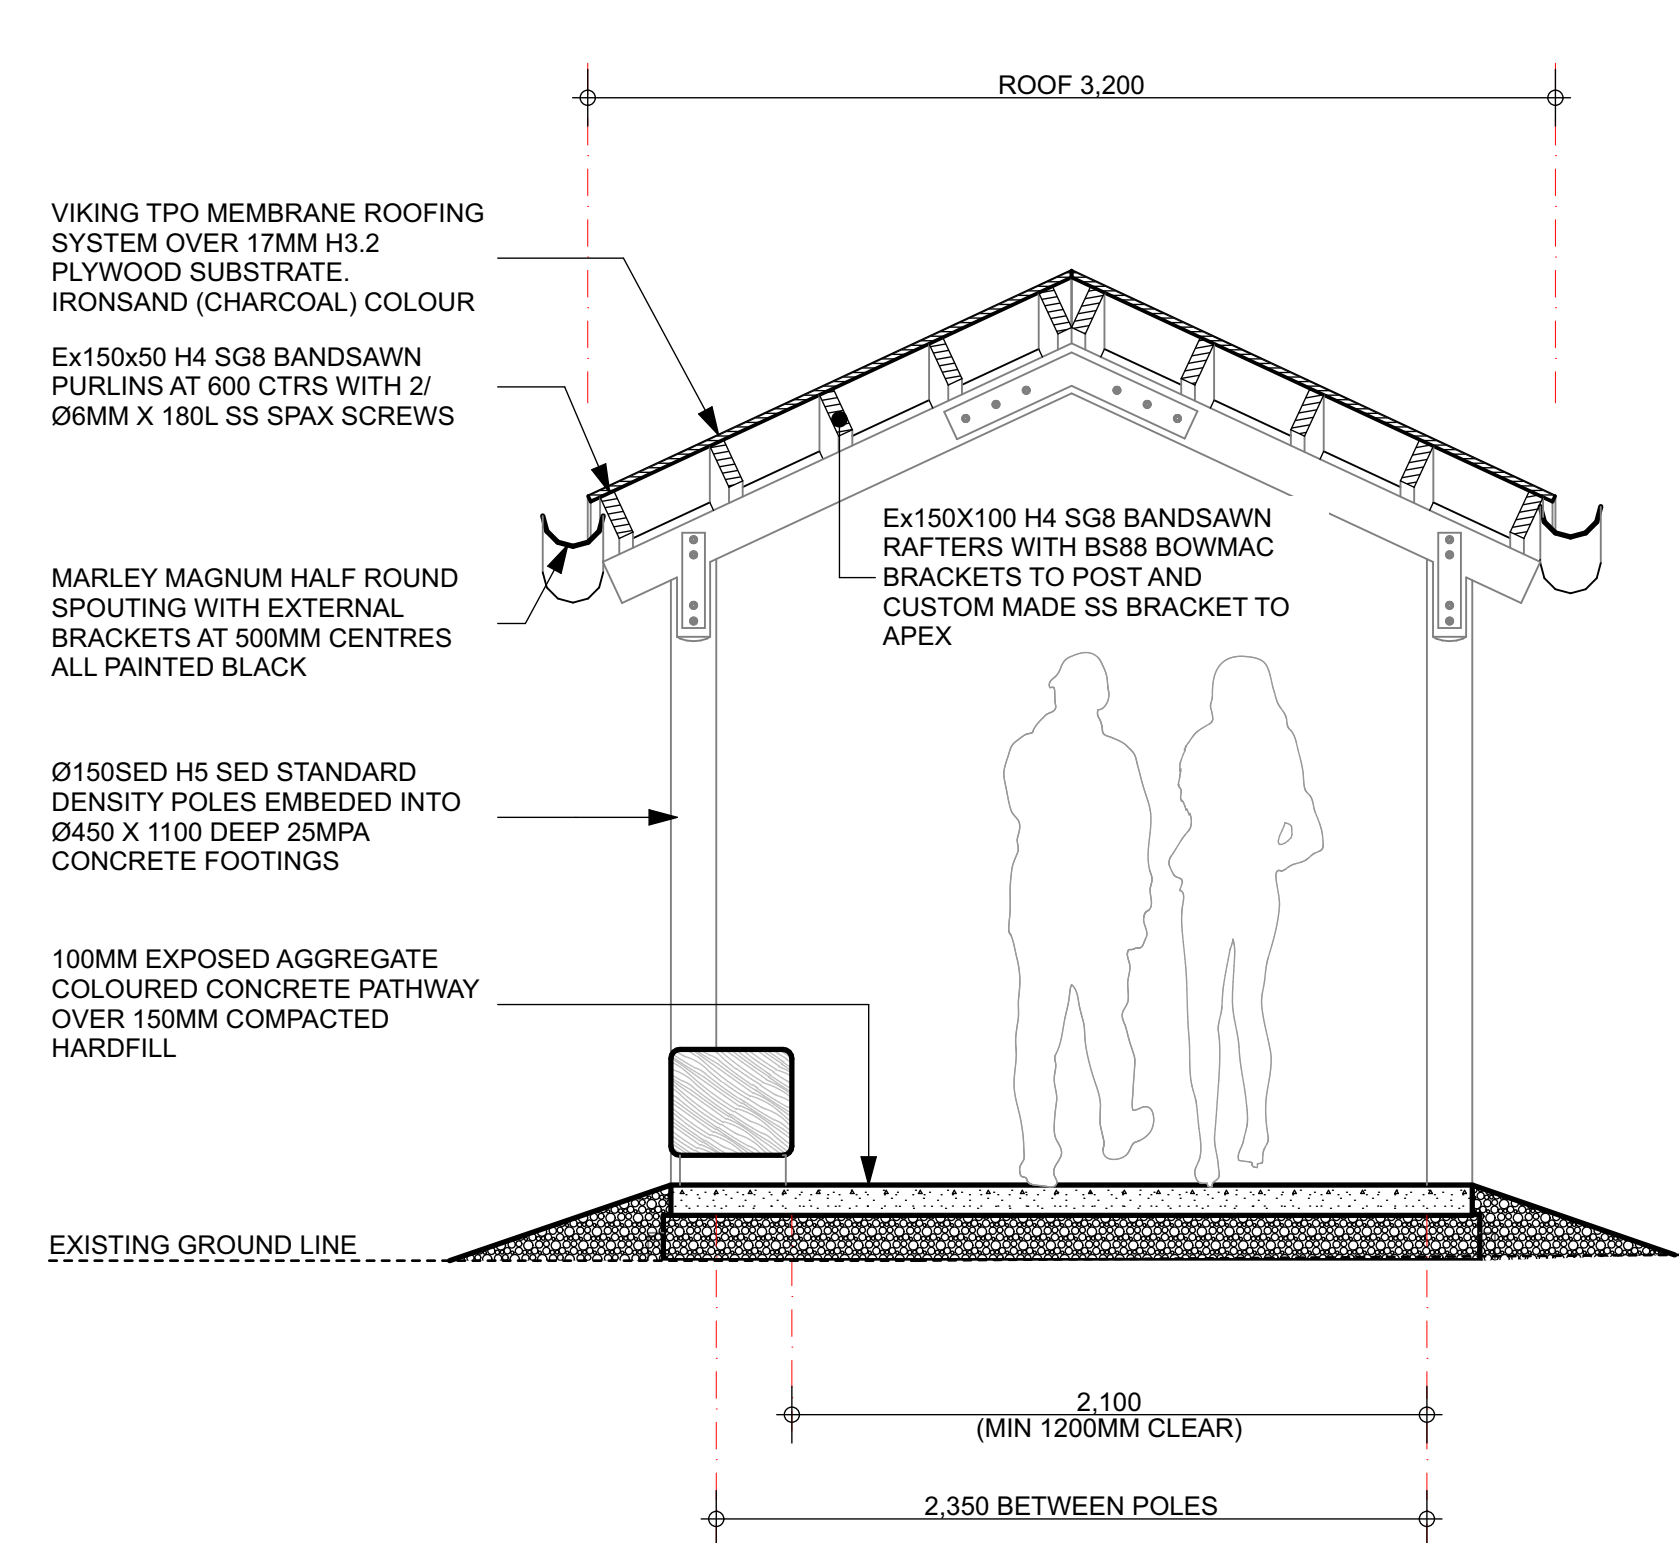 ROOF 3,200
VIKING TPO MEMBRANE ROOFING
SYSTEM OVER 17MM H3.2
PLYWOOD SUBSTRATE.
IRONSAND (CHARCOAL) COLOUR
Ex150x50 H4 SG8 BANDSAWN
PURLINS AT 600 CTRS WITH 2/
Ø6MM X 180L SS SPAX SCREWS
Ex150X100 H4 SG8 BANDSAWN
RAFTERS WITH BS88 BOWMAC
BRACKETS TO POST AND
CUSTOM MADE SS BRACKET TO
APEX
MARLEY MAGNUM HALF ROUND
SPOUTING WITH EXTERNAL
BRACKETS AT 500MM CENTRES
ALL PAINTED BLACK
Ø150SED H5 SED STANDARD
DENSITY POLES EMBEDED INTO
Ø450 X 1100 DEEP 25MPA
CONCRETE FOOTINGS
100MM EXPOSED AGGREGATE
COLOURED CONCRETE PATHWAY
OVER 150MM COMPACTED
HARDFILL
EXISTING GROUND LINE
2,100
(MIN 1200MM CLEAR)
2,350 BETWEEN POLES